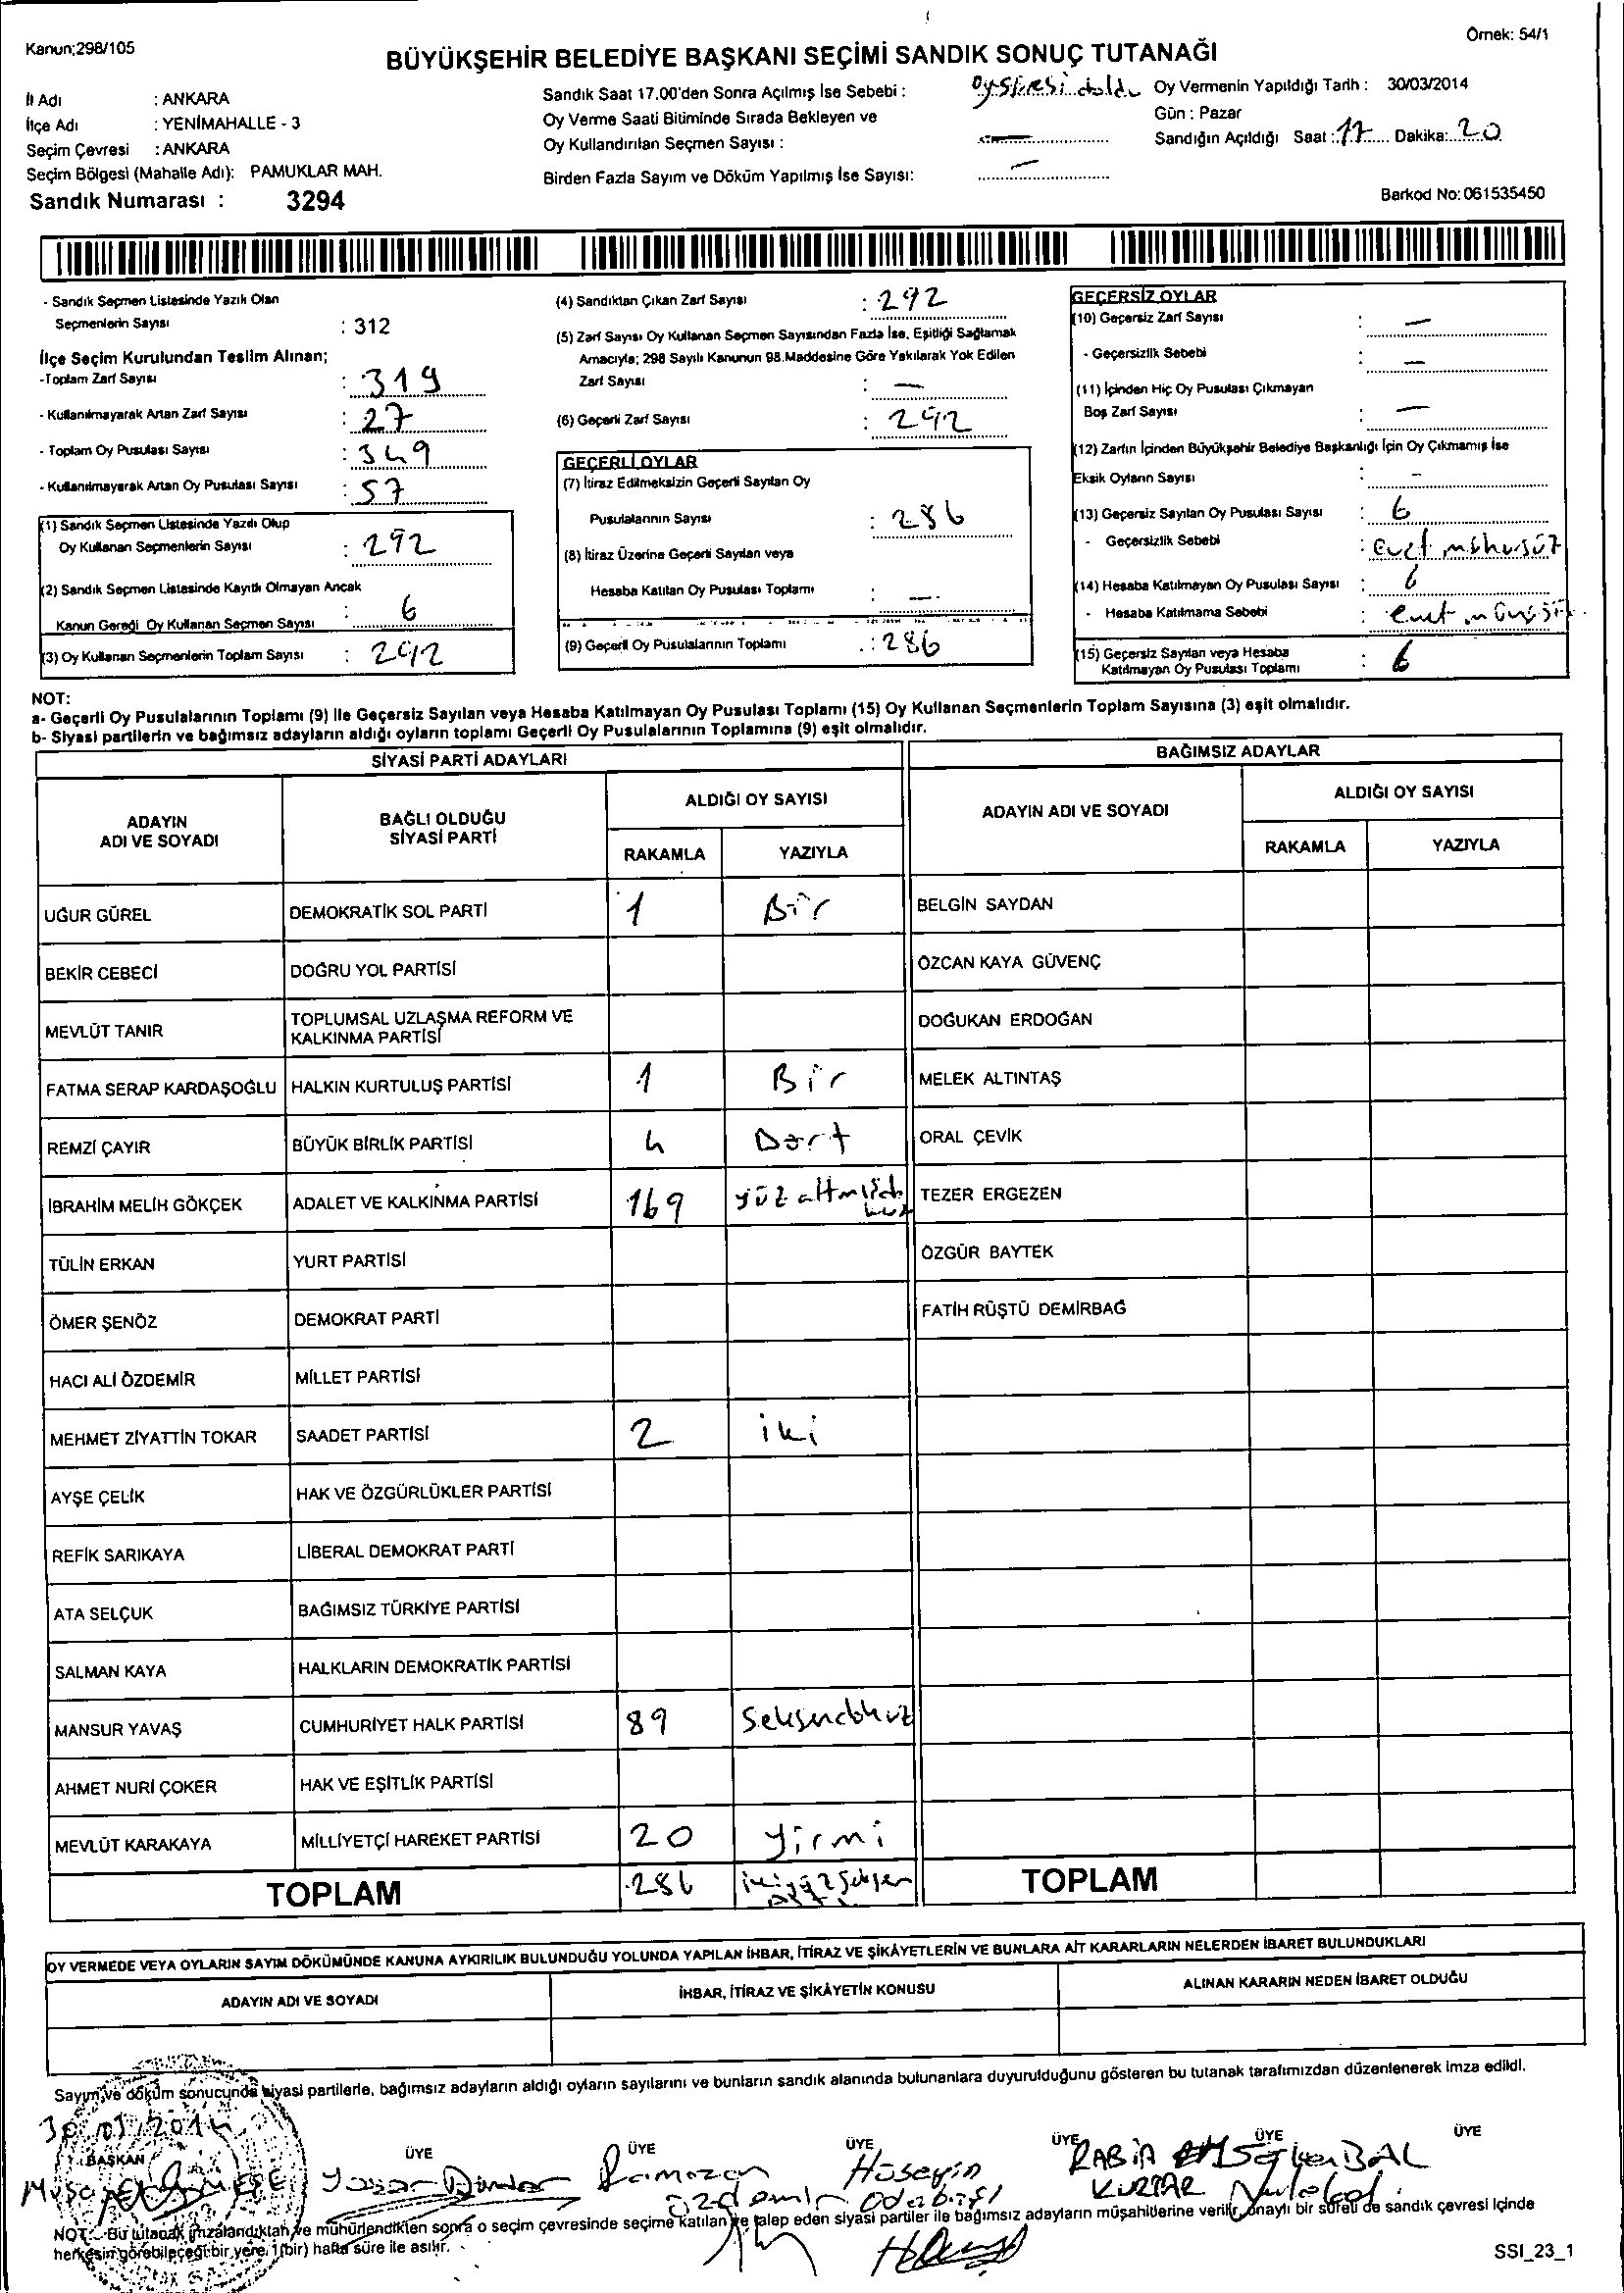 Kanun;298/105
Örnek: 54/1
BÜYÜKŞEHİR BELEDİYE BAŞKANI SEÇİMİ SANDIK SONUÇ TUTANAĞI
İl Adı : ANKARA
İlçe Adı : YENİMAHALLE - 3
Seçim Çevresi : ANKARA
Seçim Bölgesi (Mahalle Adı): PAMUKLAR MAH.
Sandık Numarası : 3294
Sandık Saat 17.00'den Sonra Açılmış İse Sebebi : oy süresi doldu
Oy Verme Saati Bitiminde Sırada Bekleyen ve
Oy Kullandırılan Seçmen Sayısı : —
Birden Fazla Sayım ve Döküm Yapılmış İse Sayısı: —
Oy Vermenin Yapıldığı Tarih : 30/03/2014
Gün : Pazar
Sandığın Açıldığı Saat : 17 Dakika: 20
Barkod No: 061535450
- Sandık Seçmen Listesinde Yazılı Olan
Seçmenlerin Sayısı : 312
İlçe Seçim Kurulundan Teslim Alınan;
-Toplam Zarf Sayısı : 319
- Kullanılmayarak Artan Zarf Sayısı : 27
- Toplam Oy Pusulası Sayısı : 349
- Kullanılmayarak Artan Oy Pusulası Sayısı : 57
(1) Sandık Seçmen Listesinde Yazılı Olup
Oy Kullanan Seçmenlerin Sayısı : 292
(2) Sandık Seçmen Listesinde Kayıtlı Olmayan Ancak
Kanun Gereği Oy Kullanan Seçmen Sayısı : 6
(3) Oy Kullanan Seçmenlerin Toplam Sayısı : 292
(4) Sandıktan Çıkan Zarf Sayısı : 292
(5) Zarf Sayısı Oy Kullanan Seçmen Sayısından Fazla İse, Eşitliği Sağlamak
Amacıyla; 298 Sayılı Kanunun 98.Maddesine Göre Yakılarak Yok Edilen
Zarf Sayısı : —
(6) Geçerli Zarf Sayısı : 292
GEÇERLİ OYLAR
(7) İtiraz Edilmeksizin Geçerli Sayılan Oy
Pusulalarının Sayısı : 286
(8) İtiraz Üzerine Geçerli Sayılan veya
Hesaba Katılan Oy Pusulası Toplamı : —
(9) Geçerli Oy Pusulalarının Toplamı : 286
GEÇERSİZ OYLAR
(10) Geçersiz Zarf Sayısı : —
- Geçersizlik Sebebi : —
(11) İçinden Hiç Oy Pusulası Çıkmayan
Boş Zarf Sayısı : —
(12) Zarfın İçinden Büyükşehir Belediye Başkanlığı İçin Oy Çıkmamış İse
Eksik Oyların Sayısı : -
(13) Geçersiz Sayılan Oy Pusulası Sayısı : 6
- Geçersizlik Sebebi : Evet mühürsüz
(14) Hesaba Katılmayan Oy Pusulası Sayısı : 6
- Hesaba Katılmama Sebebi : evet
(15) Geçersiz Sayılan veya Hesaba
Katılmayan Oy Pusulası Toplamı : 6
NOT:
a- Geçerli Oy Pusulalarının Toplamı (9) ile Geçersiz Sayılan veya Hesaba Katılmayan Oy Pusulası Toplamı (15) Oy Kullanan Seçmenlerin Toplam Sayısına (3) eşit olmalıdır.
b- Siyasi partilerin ve bağımsız adayların aldığı oyların toplamı Geçerli Oy Pusulalarının Toplamına (9) eşit olmalıdır.
SİYASİ PARTİ ADAYLARI
BAĞIMSIZ ADAYLAR
ADAYIN ADI VE SOYADI
BAĞLI OLDUĞU SİYASİ PARTİ
ALDIĞI OY SAYISI
RAKAMLA YAZIYLA
ADAYIN ADI VE SOYADI
ALDIĞI OY SAYISI
RAKAMLA YAZIYLA
UĞUR GÜREL DEMOKRATİK SOL PARTİ 1 Bir BELGİN SAYDAN
BEKİR CEBECİ DOĞRU YOL PARTİSİ ÖZCAN KAYA GÜVENÇ
MEVLÜT TANIR TOPLUMSAL UZLAŞMA REFORM VE KALKINMA PARTİSİ DOĞUKAN ERDOĞAN
FATMA SERAP KARDAŞOĞLU HALKIN KURTULUŞ PARTİSİ 1 Bir MELEK ALTINTAŞ
REMZİ ÇAYIR BÜYÜK BİRLİK PARTİSİ 4 Dört ORAL ÇEVİK
İBRAHİM MELİH GÖKÇEK ADALET VE KALKINMA PARTİSİ 169 yüz altmışdokuz TEZER ERGEZEN
TÜLİN ERKAN YURT PARTİSİ ÖZGÜR BAYTEK
ÖMER ŞENÖZ DEMOKRAT PARTİ FATİH RÜŞTÜ DEMİRBAĞ
HACI ALİ ÖZDEMİR MİLLET PARTİSİ
MEHMET ZİYATTİN TOKAR SAADET PARTİSİ 2 iki
AYŞE ÇELİK HAK VE ÖZGÜRLÜKLER PARTİSİ
REFİK SARIKAYA LİBERAL DEMOKRAT PARTİ
ATA SELÇUK BAĞIMSIZ TÜRKİYE PARTİSİ
SALMAN KAYA HALKLARIN DEMOKRATİK PARTİSİ
MANSUR YAVAŞ CUMHURİYET HALK PARTİSİ 89 Seksendokuz
AHMET NURİ ÇOKER HAK VE EŞİTLİK PARTİSİ
MEVLÜT KARAKAYA MİLLİYETÇİ HAREKET PARTİSİ 20 Yirmi
TOPLAM 286 ikiyüz Seksen Altı TOPLAM
OY VERMEDE VEYA OYLARIN SAYIM DÖKÜMÜNDE KANUNA AYKIRILIK BULUNDUĞU YOLUNDA YAPILAN İHBAR, İTİRAZ VE ŞİKÂYETLERİN VE BUNLARA AİT KARARLARIN NELERDEN İBARET BULUNDUKLARI
ADAYIN ADI VE SOYADI İHBAR, İTİRAZ VE ŞİKÂYETİN KONUSU ALINAN KARARIN NEDEN İBARET OLDUĞU
Sayım ve döküm sonucunda siyasi partilerle, bağımsız adayların aldığı oyların sayılarını ve bunların sandık alanında bulunanlara duyurulduğunu gösteren bu tutanak tarafımızdan düzenlenerek imza edildi.
30/03/2014
BAŞKAN ÜYE ÜYE ÜYE ÜYE ÜYE ÜYE
Musa Yaşar Ramazan Özdemir Hüseyin Odabaşı RABİA KURTAR BAL
NOT: Bu tutanak imzalandıktan ve mühürlendikten sonra o seçim çevresinde seçime katılan ve talep eden siyasi partiler ile bağımsız adayların müşahitlerine verilir, onaylı bir sureti de sandık çevresi içinde
herkesin görebileceği bir yere, 1(bir) hafta süre ile asılır.
SSI_23_1